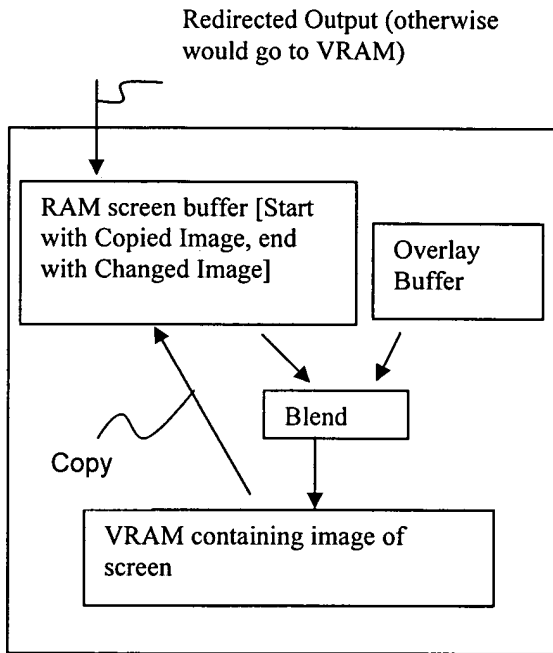 Redirected Output (otherwise
would go to VRAM)
RAM screen buffer [Start
with Copied Image, end
with Changed Image]
Overlay
Buffer
Blend
Copy
VRAM containing image of
screen